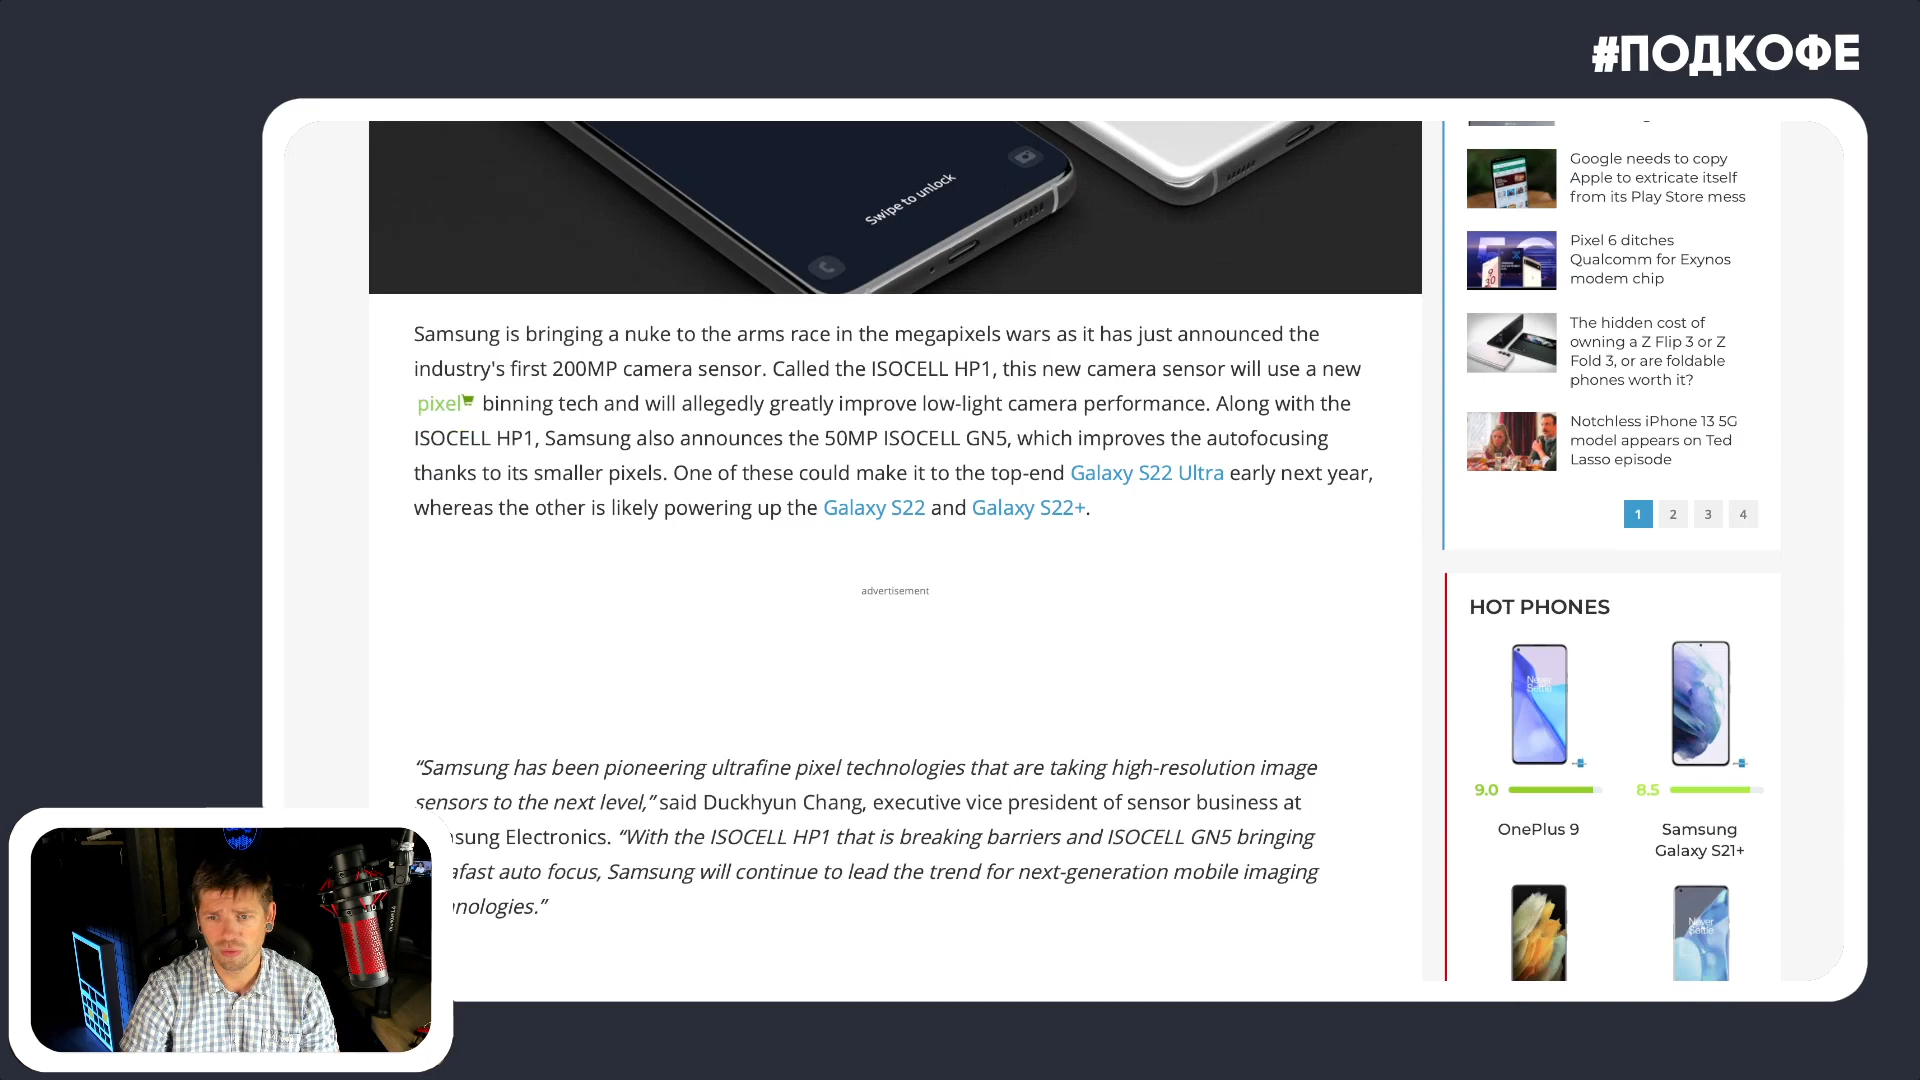 #ПОДКОФЕ
Swipe to unlock
Samsung is bringing a nuke to the arms race in the megapixels wars as it has just announced the
industry's first 200MP camera sensor. Called the ISOCELL HP1, this new camera sensor will use a new
pixel binning tech and will allegedly greatly improve low-light camera performance. Along with the
ISOCELL HP1, Samsung also announces the 50MP ISOCELL GN5, which improves the autofocusing
thanks to its smaller pixels. One of these could make it to the top-end Galaxy S22 Ultra early next year,
whereas the other is likely powering up the Galaxy S22 and Galaxy S22+.
advertisement
“Samsung has been pioneering ultrafine pixel technologies that are taking high-resolution image
sensors to the next level,” said Duckhyun Chang, executive vice president of sensor business at
sung Electronics. “With the ISOCELL HP1 that is breaking barriers and ISOCELL GN5 bringing
afast auto focus, Samsung will continue to lead the trend for next-generation mobile imaging
nologies.”
Google needs to copy
Apple to extricate itself
from its Play Store mess
Pixel 6 ditches
Qualcomm for Exynos
modem chip
The hidden cost of
owning a Z Flip 3 or Z
Fold 3, or are foldable
phones worth it?
Notchless iPhone 13 5G
model appears on Ted
Lasso episode
1 2 3 4
HOT PHONES
Never
Settle
9.0 8.5
OnePlus 9
Samsung
Galaxy S21+
Never
Settle